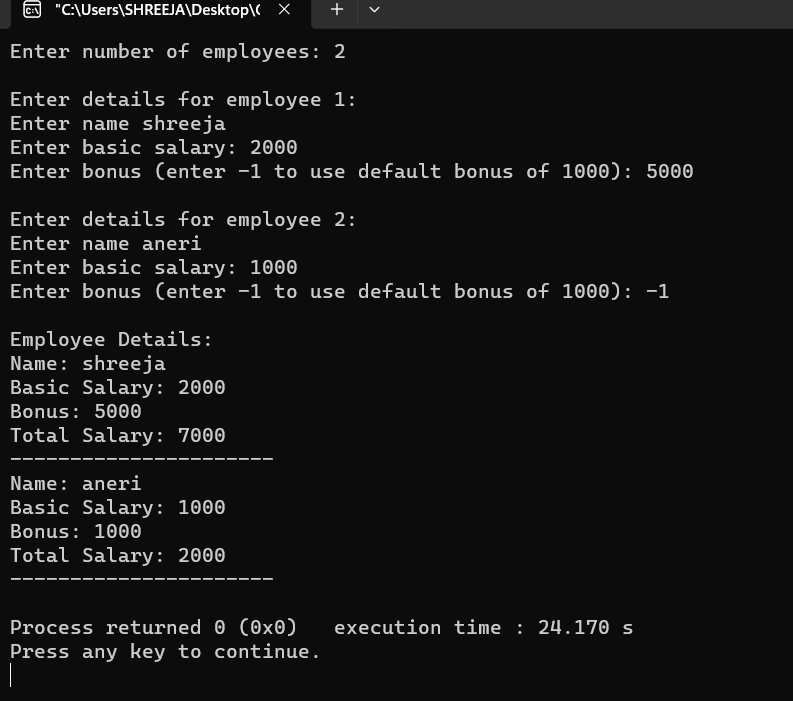 "C:\Users\SHREEJA\Desktop\
Enter number of employees: 2
Enter details for employee 1:
Enter name shreeja
Enter basic salary: 2000
Enter bonus (enter -1 to use default bonus of 1000): 5000
Enter details for employee 2:
Enter name aneri
Enter basic salary: 1000
Enter bonus (enter -1 to use default bonus of 1000): -1
Employee Details:
Name: shreeja
Basic Salary: 2000
Bonus: 5000
Total Salary: 7000
----------------------
Name: aneri
Basic Salary: 1000
Bonus: 1000
Total Salary: 2000
----------------------
Process returned 0 (0x0)   execution time : 24.170 s
Press any key to continue.